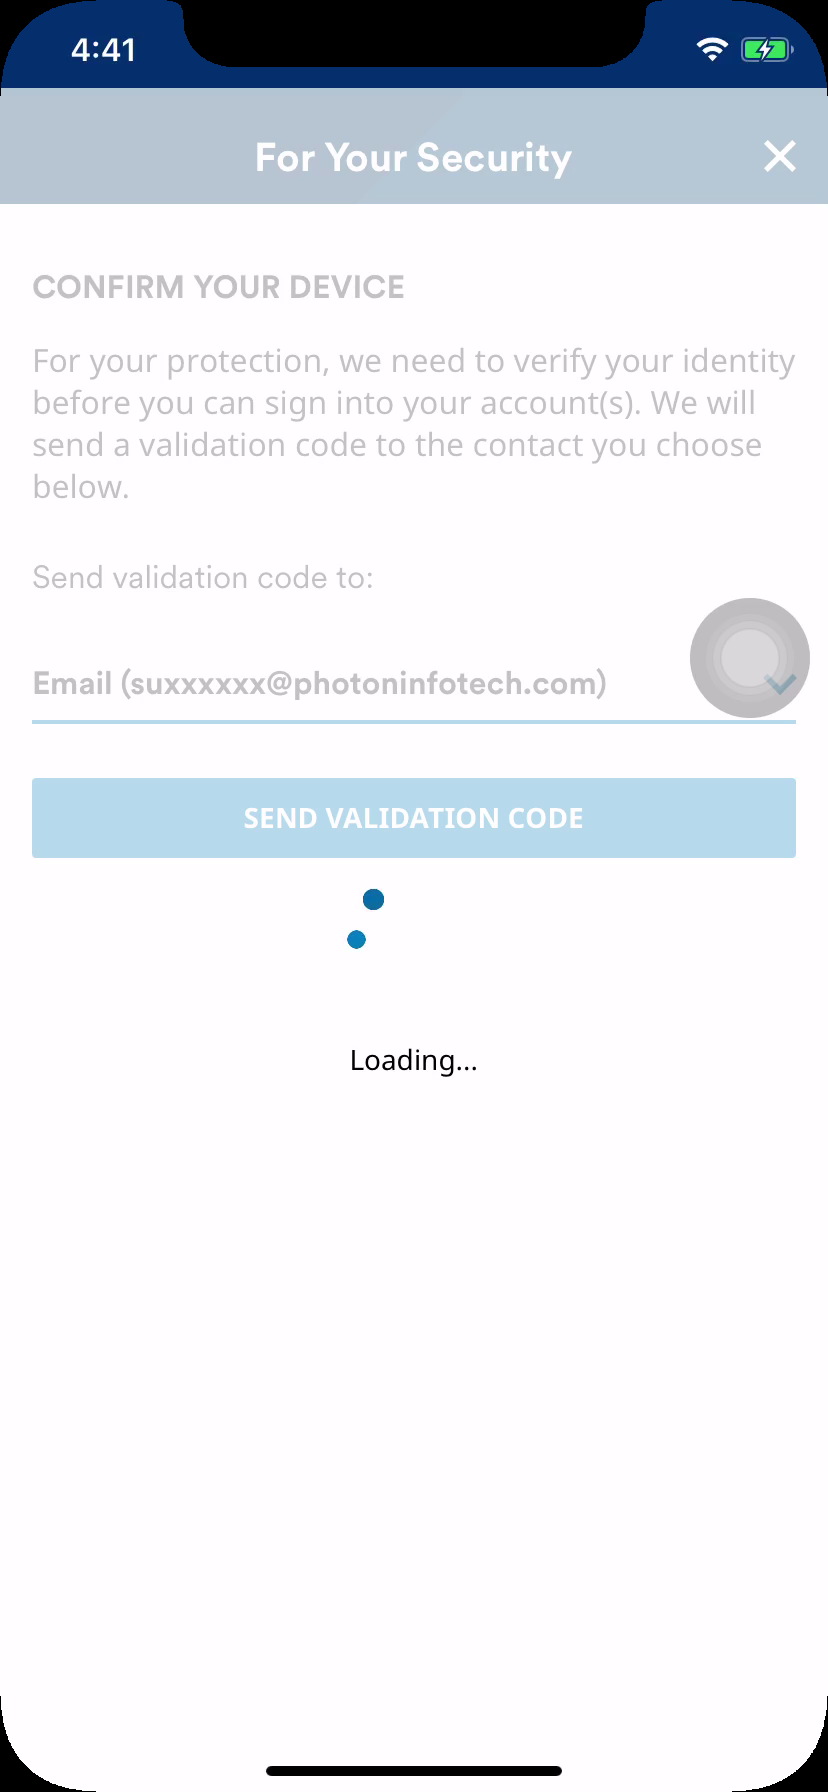 4:41
For Your Security
CONFIRM YOUR DEVICE
For your protection, we need to verify your identity
before you can sign into your account(s). We will
send a validation code to the contact you choose
below.
Send validation code to:
Email (suxxxxxx@photoninfotech.com)
SEND VALIDATION CODE
Loading...